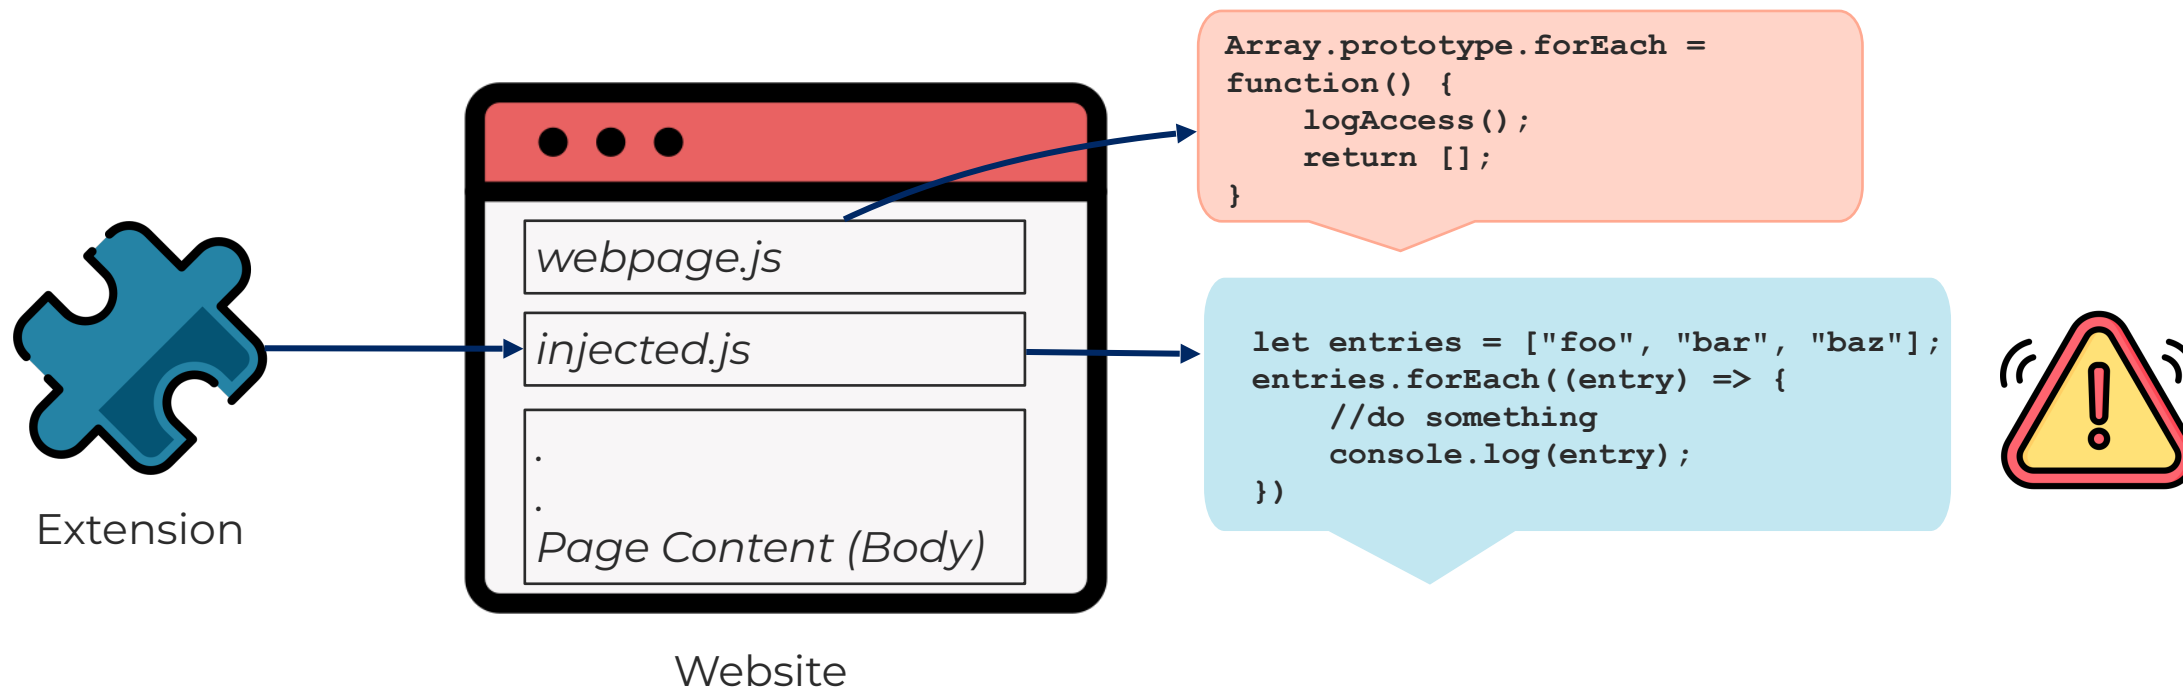 Extension
webpage.js
injected.js
.
.
Page Content (Body)
Website
Array.prototype.forEach =
function() {
    logAccess();
    return [];
}
let entries = ["foo", "bar", "baz"];
entries.forEach((entry) => {
    //do something
    console.log(entry);
})